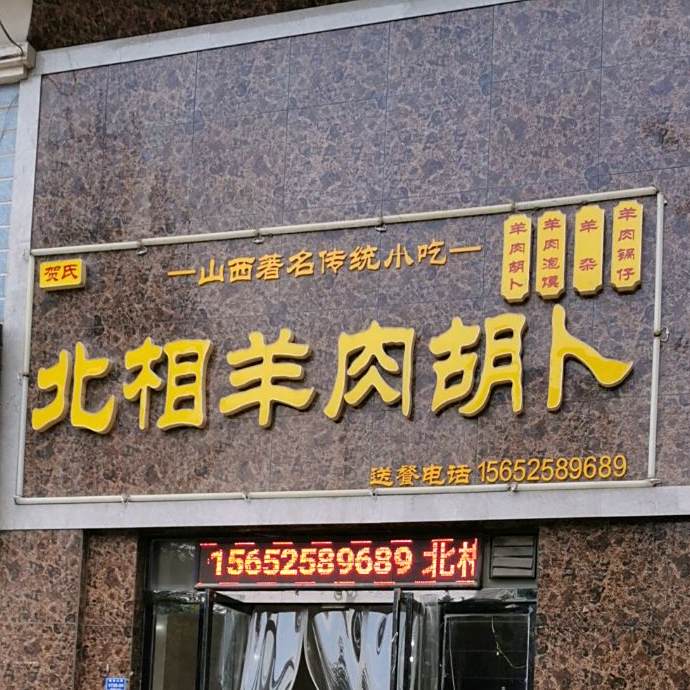 贺氏
—山西著名传统小吃—
羊肉胡卜
羊肉泡馍
羊杂
羊肉锅仔
北相羊肉胡卜
送餐电话 15652589689
15652589689 北相